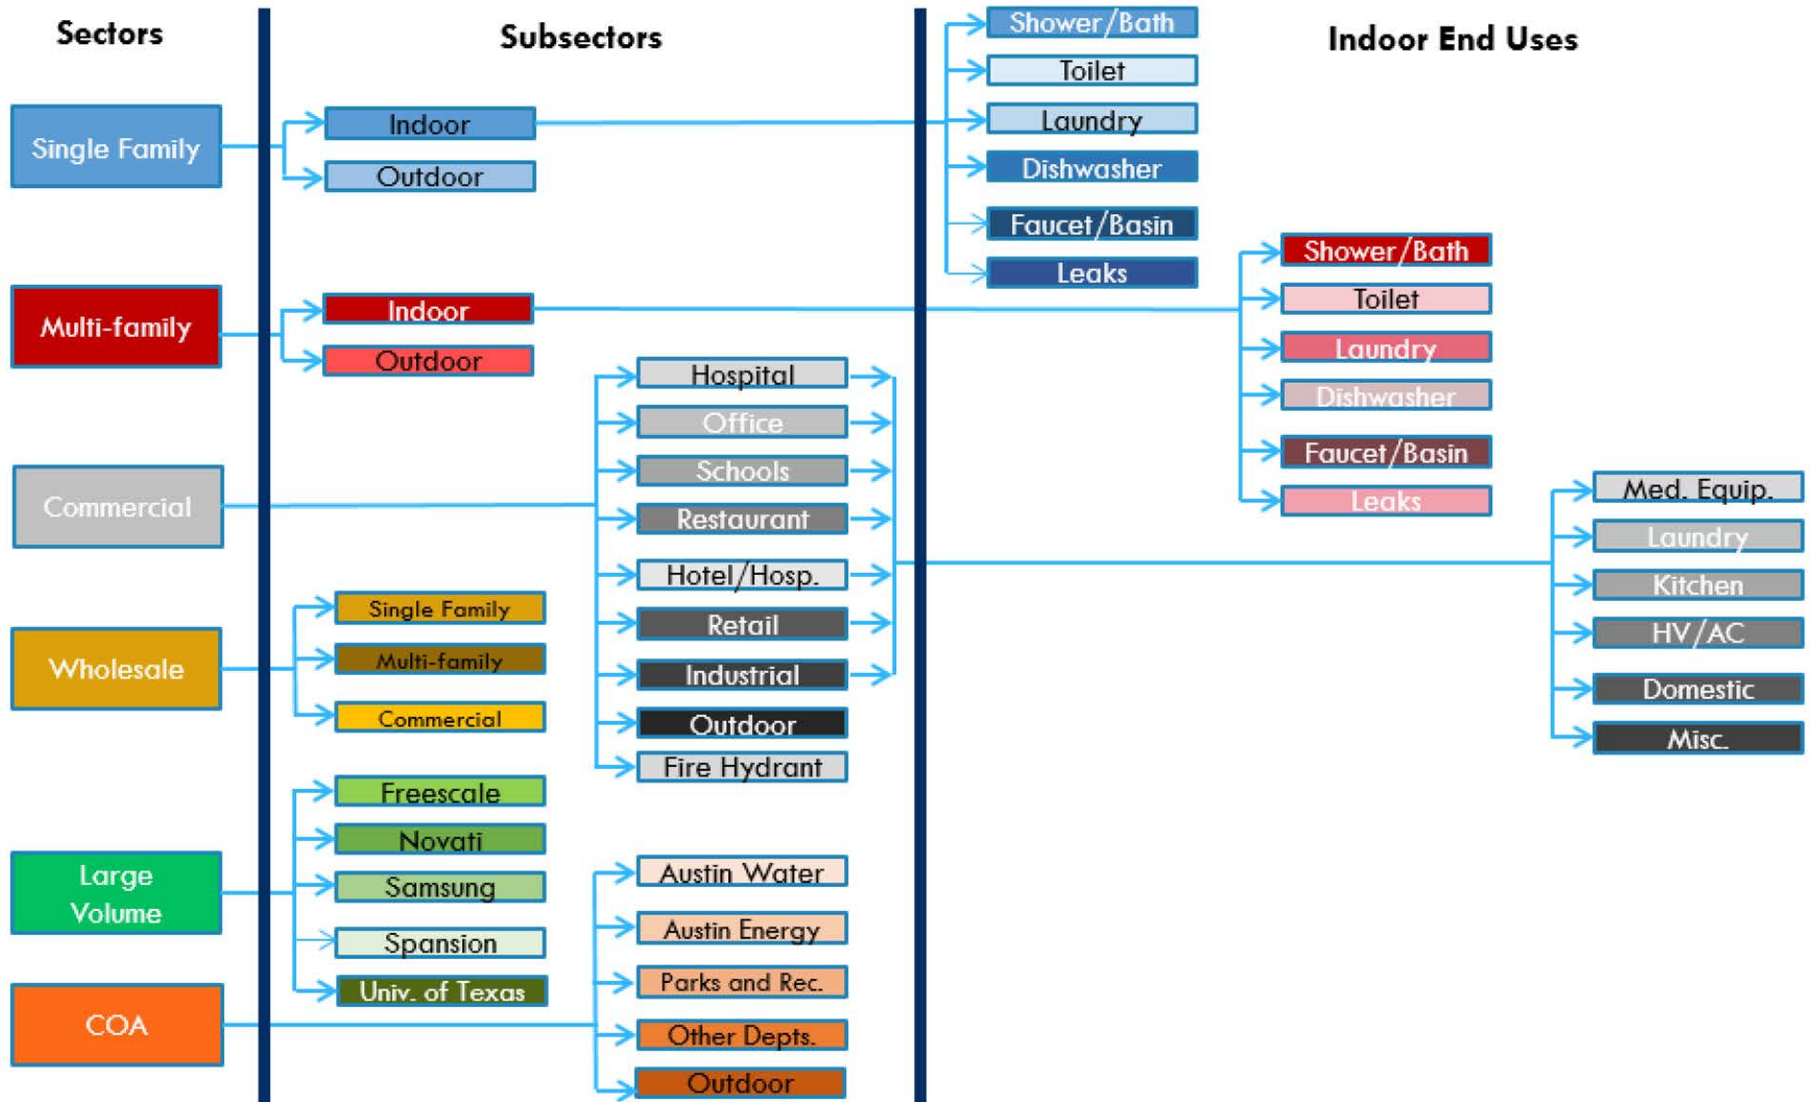 Sectors
Subsectors
Indoor End Uses
Single Family
Multi-family
Commercial
Wholesale
Large
Volume
COA
Indoor
Outdoor
Indoor
Outdoor
Single Family
Multi-family
Commercial
Freescale
Novati
Samsung
Spansion
Univ. of Texas
Hospital
Office
Schools
Restaurant
Hotel/Hosp.
Retail
Industrial
Outdoor
Fire Hydrant
Austin Water
Austin Energy
Parks and Rec.
Other Depts.
Outdoor
Shower/Bath
Toilet
Laundry
Dishwasher
Faucet/Basin
Leaks
Shower/Bath
Toilet
Laundry
Dishwasher
Faucet/Basin
Leaks
Med. Equip.
Laundry
Kitchen
HV/AC
Domestic
Misc.